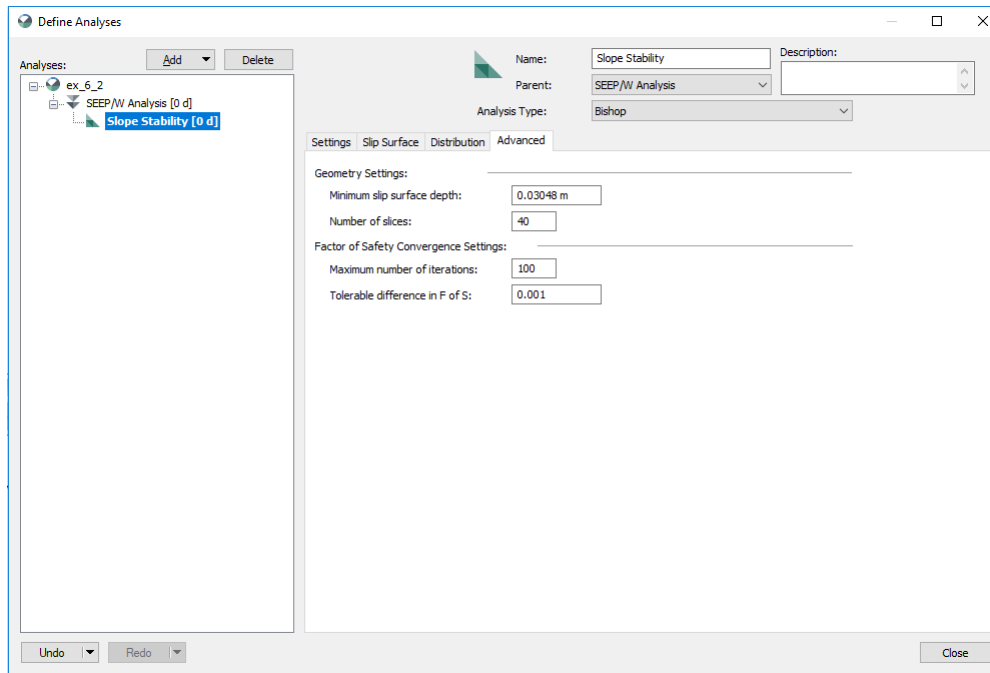 Define Analyses
Analyses:
Add
Delete
ex_6_2
SEEP/W Analysis [0 d]
Slope Stability [0 d]
Name:
Slope Stability
Description:
Parent:
SEEP/W Analysis
Analysis Type:
Bishop
Settings
Slip Surface
Distribution
Advanced
Geometry Settings:
Minimum slip surface depth:
0.03048 m
Number of slices:
40
Factor of Safety Convergence Settings:
Maximum number of iterations:
100
Tolerable difference in F of S:
0.001
Undo
Redo
Close